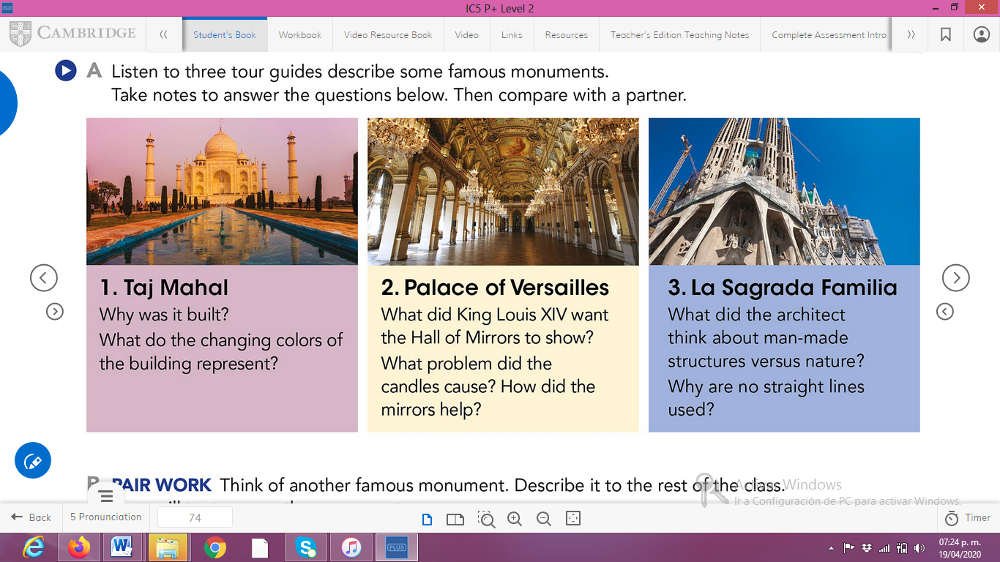 IC5 P+ Level 2
CAMBRIDGE
Student's Book
Workbook
Video Resource Book
Video
Links
Resources
Teacher's Edition Teaching Notes
Complete Assessment Intro
A Listen to three tour guides describe some famous monuments.
Take notes to answer the questions below. Then compare with a partner.
1. Taj Mahal
Why was it built?
What do the changing colors of
the building represent?
2. Palace of Versailles
What did King Louis XIV want
the Hall of Mirrors to show?
What problem did the
candles cause? How did the
mirrors help?
3. La Sagrada Familia
What did the architect
think about man-made
structures versus nature?
Why are no straight lines
used?
B PAIR WORK Think of another famous monument. Describe it to the rest of the class.
Activar Windows
Ir a Configuración de PC para activar Windows.
Back
5 Pronunciation
74
Timer
PLUS
07:24 p. m.
19/04/2020